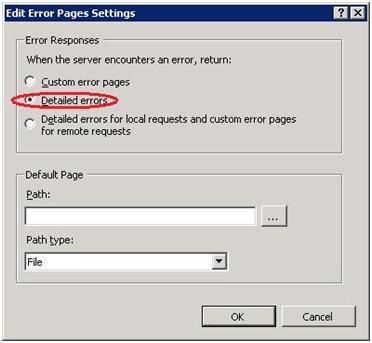 Edit Error Pages Settings
Error Responses
When the server encounters an error, return:
Custom error pages
Detailed errors
Detailed errors for local requests and custom error pages
for remote requests
Default Page
Path:
...
Path type:
File
OK
Cancel